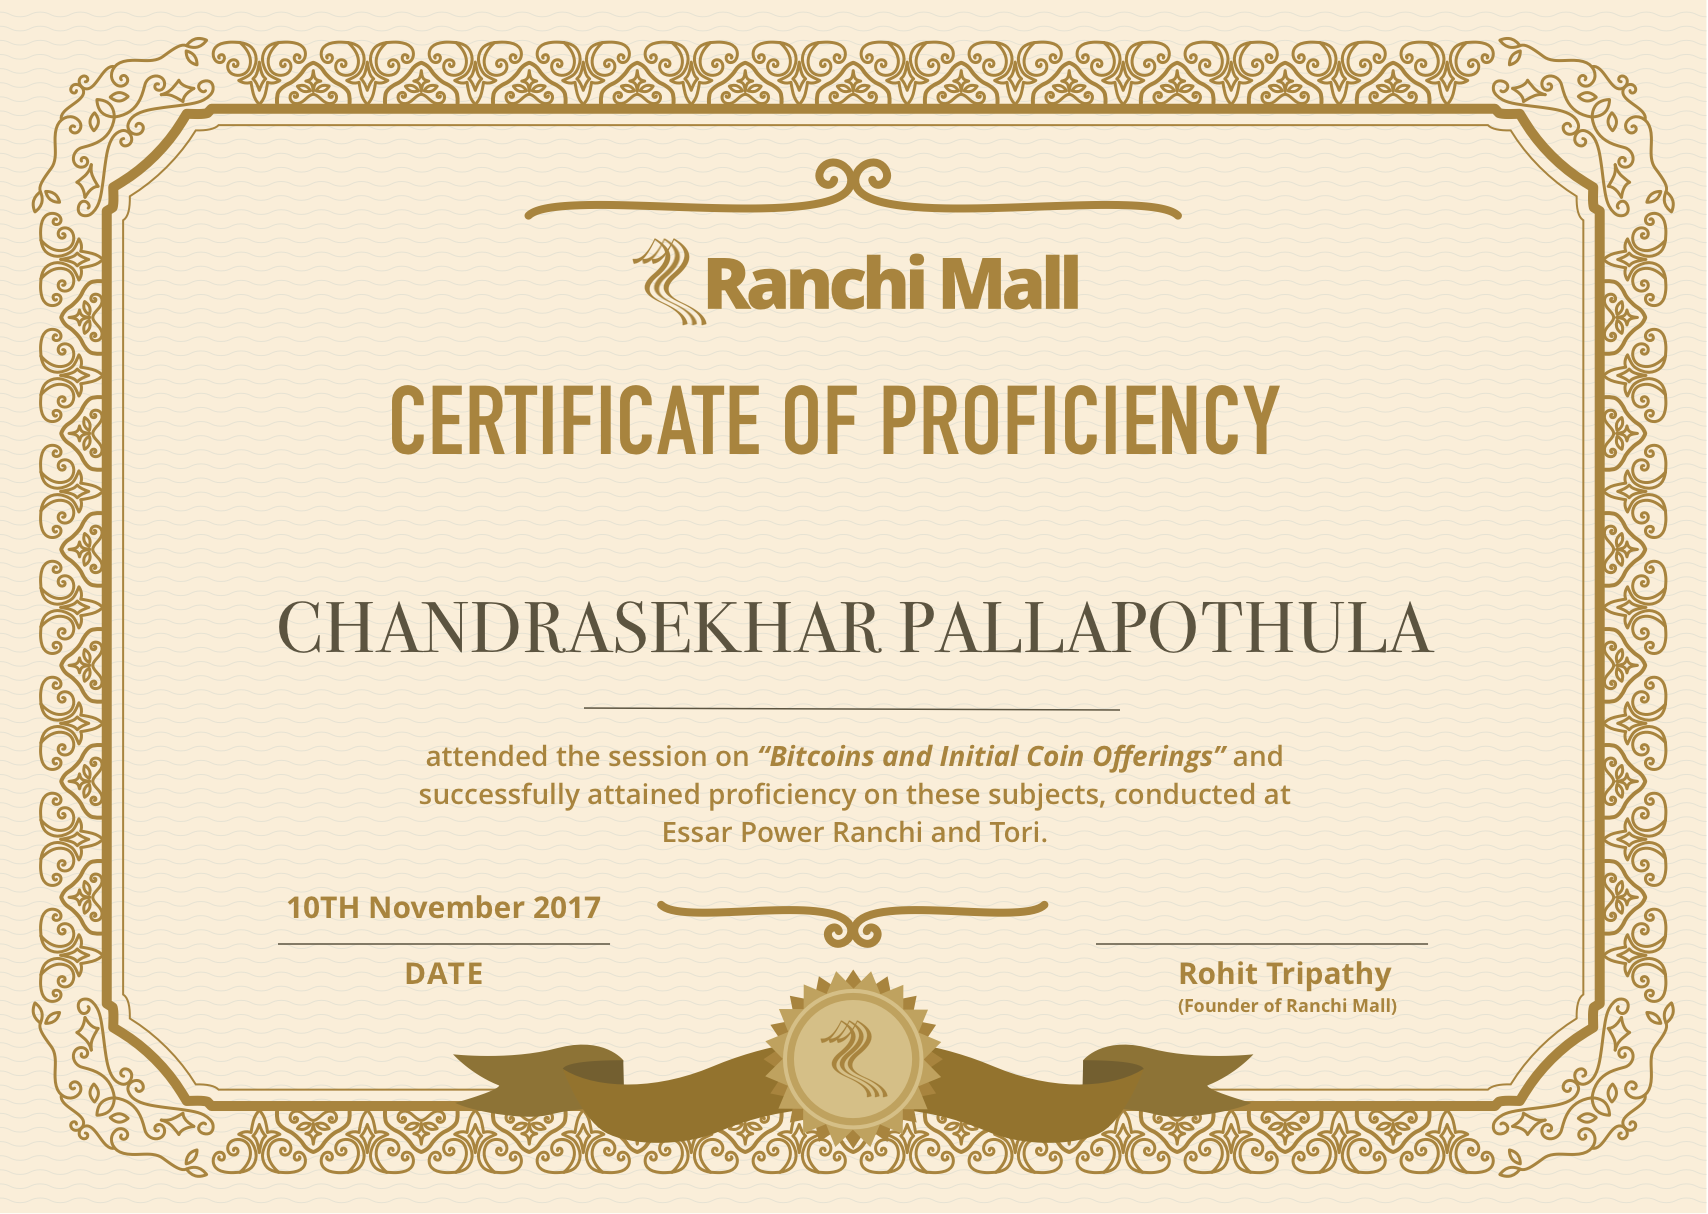 Ranchi Mall
CERTIFICATE OF PROFICIENCY
CHANDRASEKHAR PALLAPOTHULA
attended the session on “Bitcoins and Initial Coin Offerings” and
successfully attained proficiency on these subjects, conducted at
Essar Power Ranchi and Tori.
10TH November 2017
DATE
Rohit Tripathy
(Founder of Ranchi Mall)